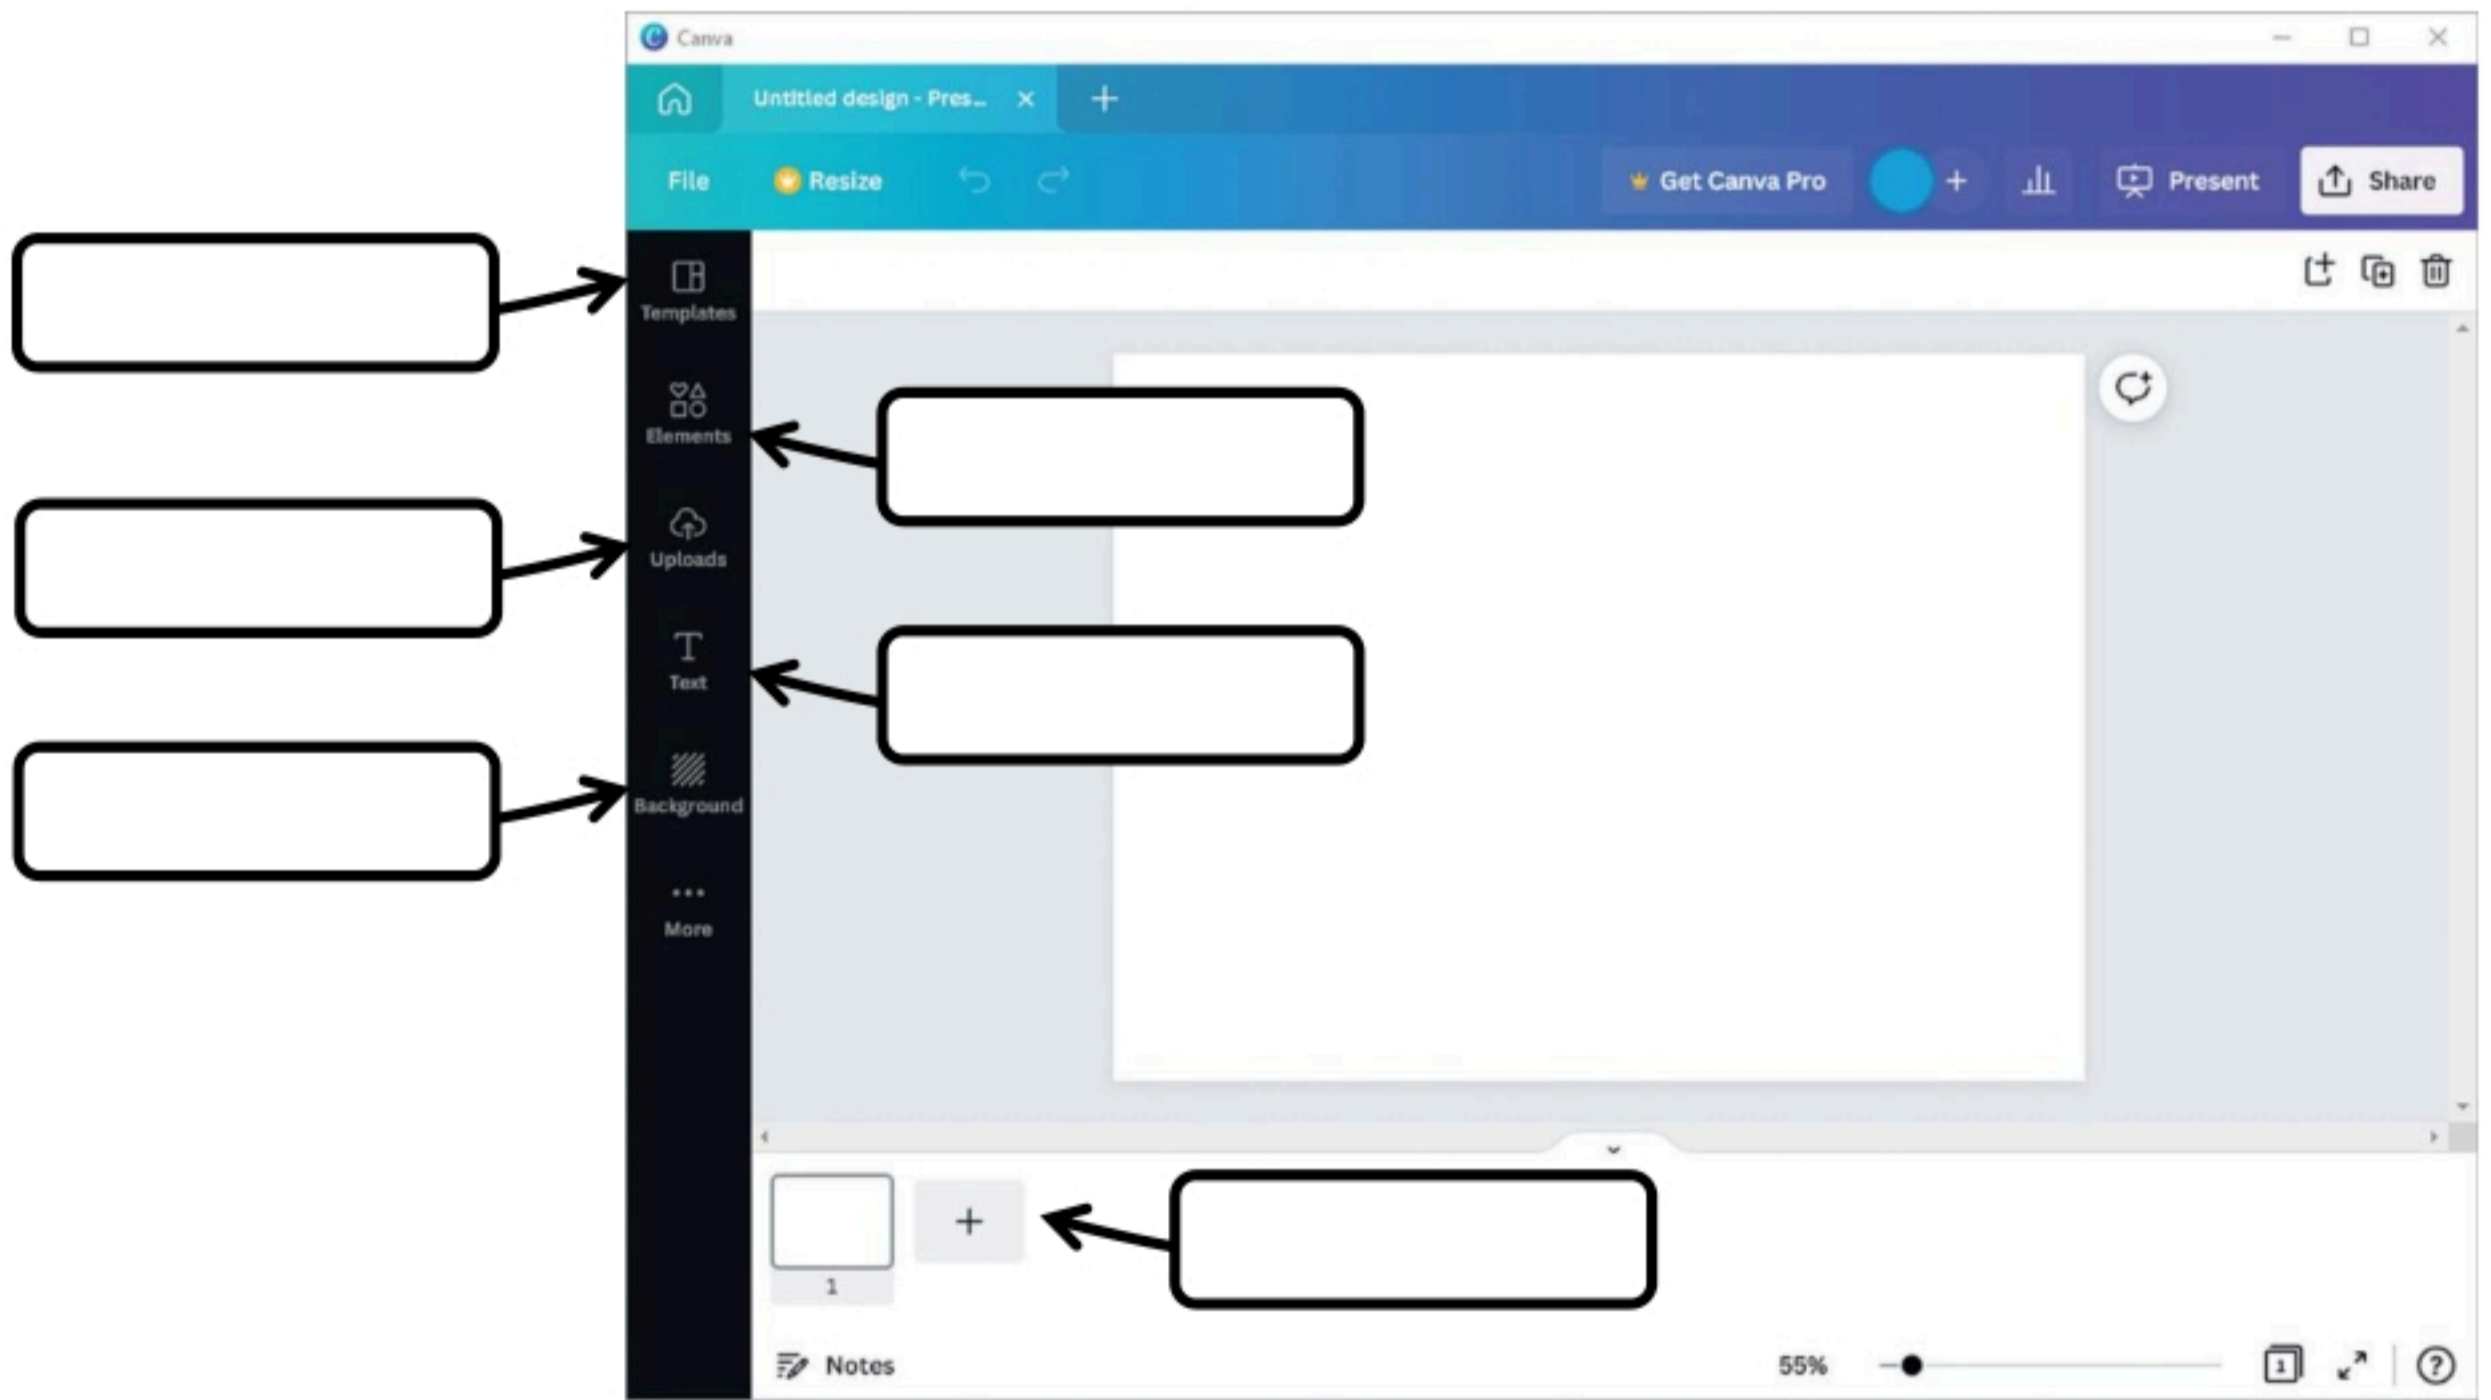 Canva
Untitled design - Pres...
File Resize Get Canva Pro Present Share
Templates
Elements
Uploads
Text
Background
More
1
Notes 55% 1 ?